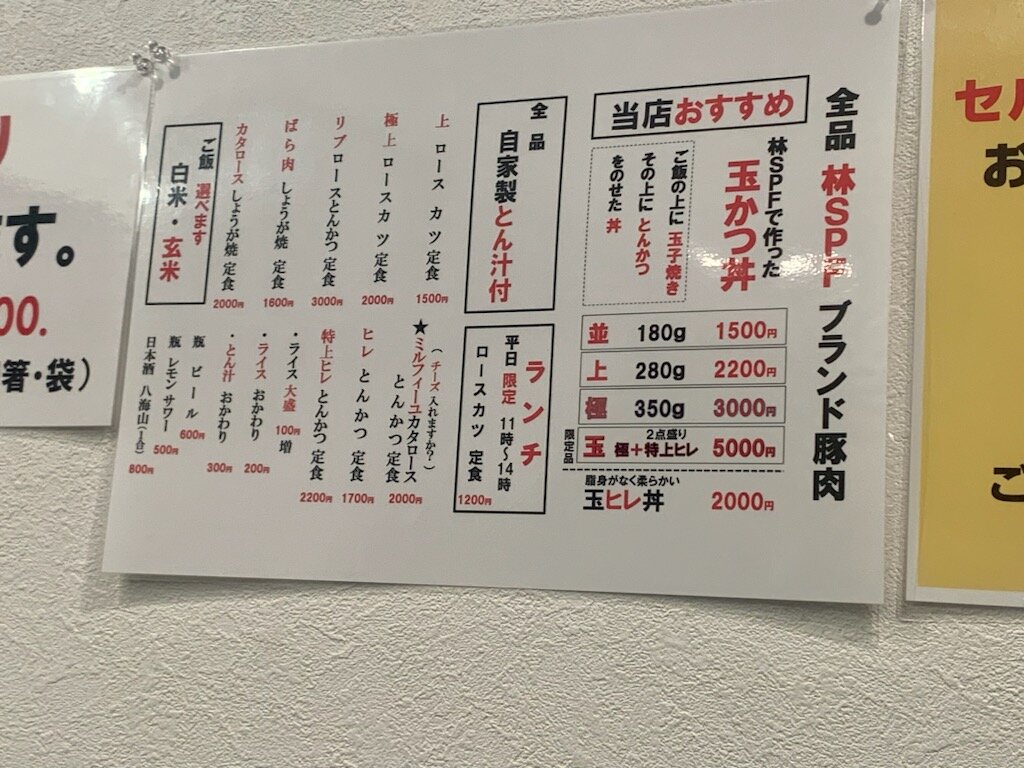 全品 林SPF ブランド豚肉
当店おすすめ
林SPFで作った
玉かつ丼
ご飯の上に 玉子焼き
その上に とんかつ
をのせた 丼
並 180g 1500円
上 280g 2200円
極 350g 3000円
限定品
玉 2点盛り 極+特上ヒレ 5000円
脂身がなく柔らかい
玉ヒレ丼 2000円
全品
自家製とん汁付
ランチ
平日 限定 11時〜14時
ロースカツ 定食 1200円
上 ロース カツ 定食 1500円
極上 ロースカツ 定食 2000円
リブロースとんかつ 定食 3000円
ばら肉 しょうが焼 定食 1600円
カタロース しょうが焼 定食 2000円
ご飯 選べます
白米・玄米
(チーズ入れますか?)
★ミルフィーユカタロース
とんかつ 定食 2000円
ヒレ とんかつ 定食 1700円
特上ヒレ とんかつ 定食 2200円
・ライス 大盛 100円 増
・ライス おかわり 200円
・とん汁 おかわり 300円
瓶 ビール 600円
瓶 レモンサワー 500円
日本酒 八海山(1合) 800円
り
す。
00.
箸・袋)
セル
お
ご